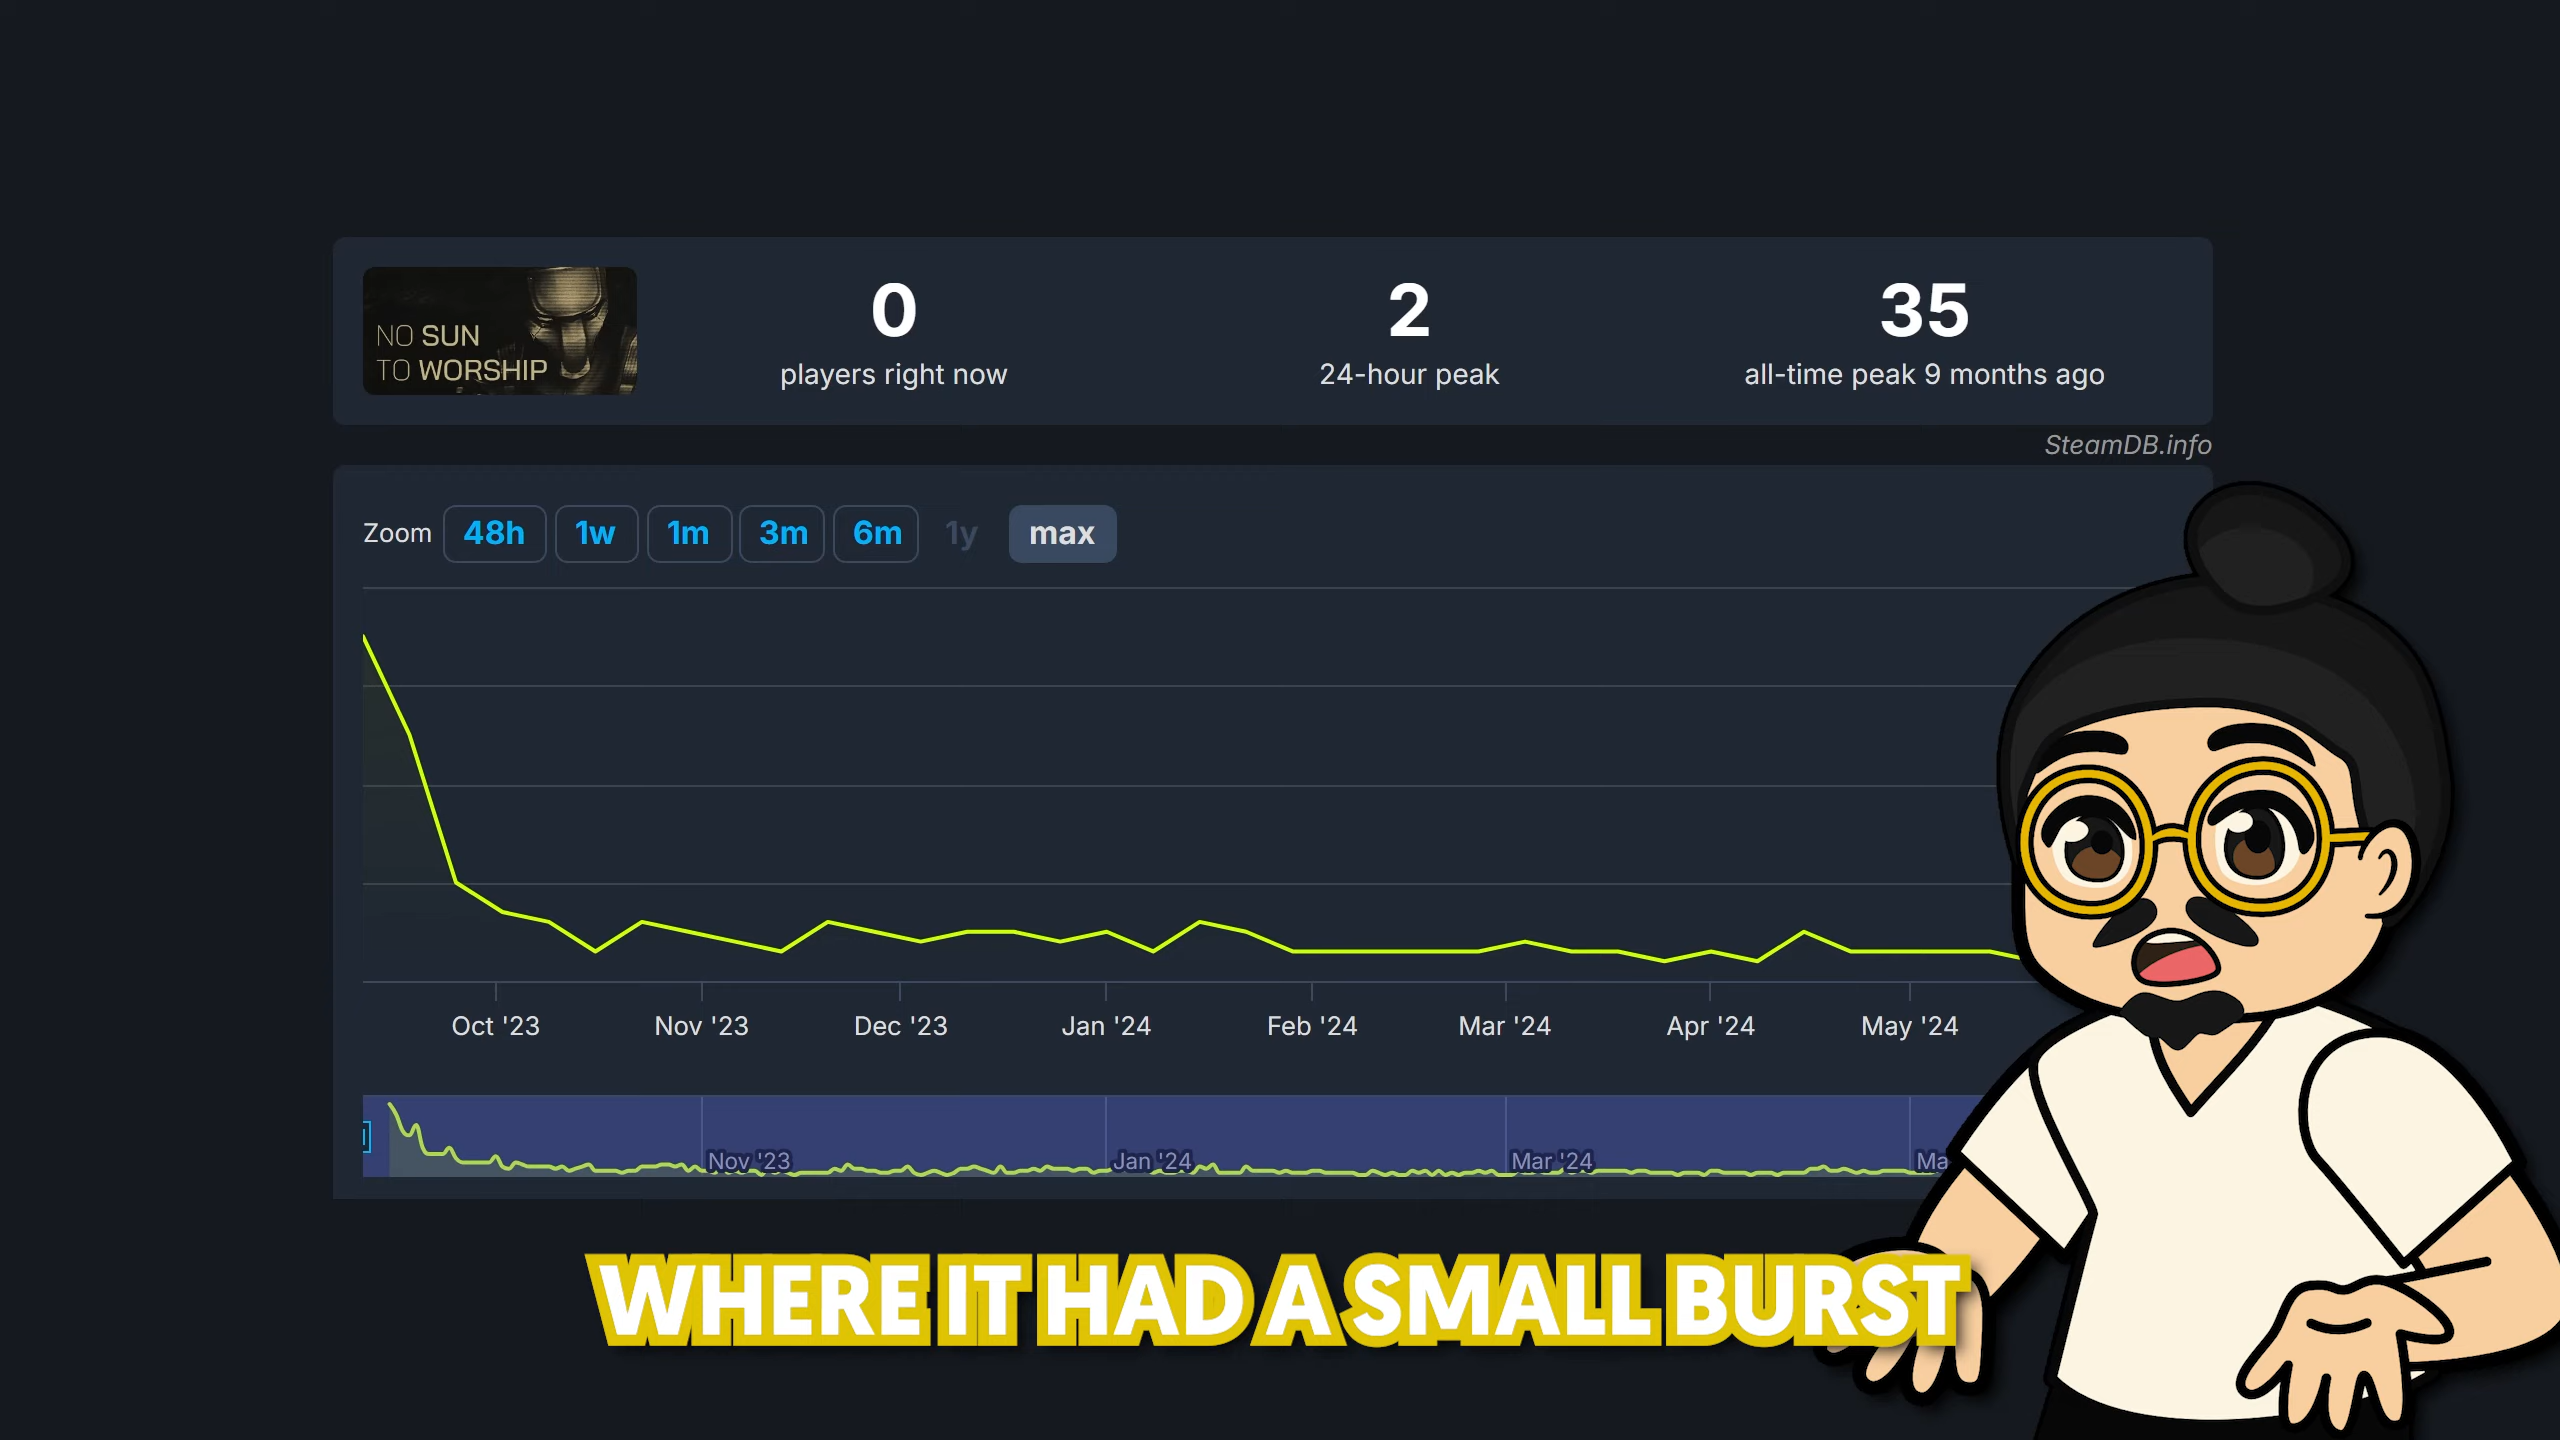 NO SUN
TO WORSHIP
0
players right now
2
24-hour peak
35
all-time peak 9 months ago
SteamDB.info
Zoom 48h 1w 1m 3m 6m 1y max
Oct '23 Nov '23 Dec '23 Jan '24 Feb '24 Mar '24 Apr '24 May '24
Nov '23 Jan '24 Mar '24 Ma
WHERE IT HAD A SMALL BURST